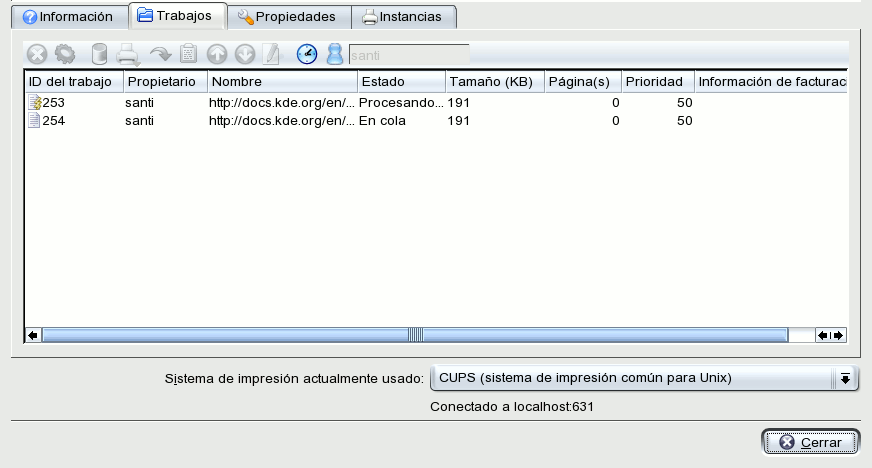 Información Trabajos Propiedades Instancias
santi
ID del trabajo Propietario Nombre Estado Tamaño (KB) Página(s) Prioridad Información de facturac
253 santi http://docs.kde.org/en/... Procesando... 191 0 50
254 santi http://docs.kde.org/en/... En cola 191 0 50
Sistema de impresión actualmente usado: CUPS (sistema de impresión común para Unix)
Conectado a localhost:631
Cerrar